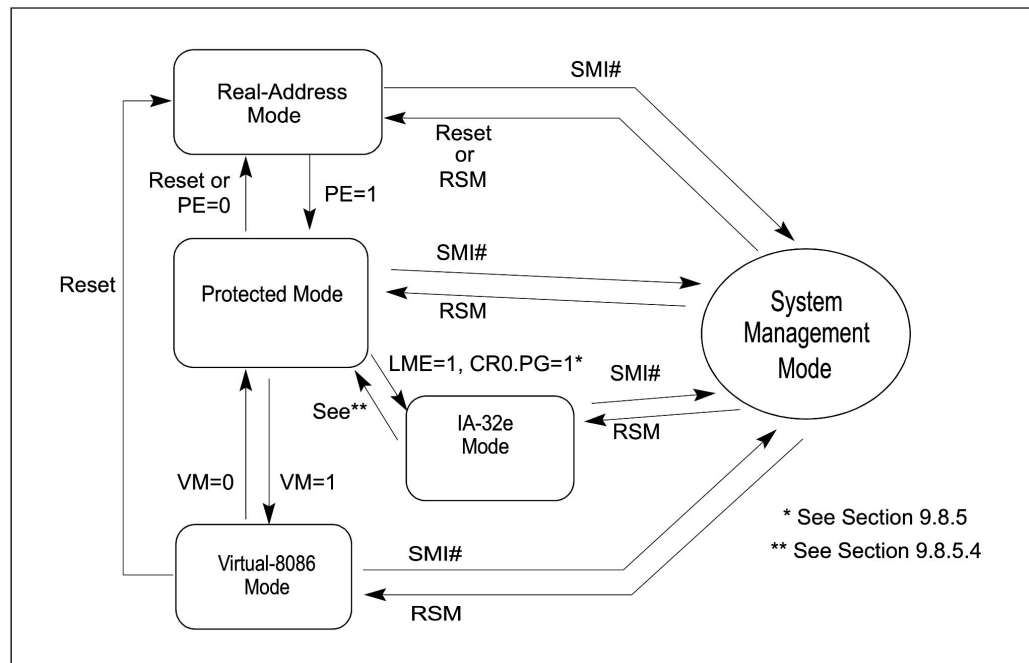 Real-Address
Mode
SMI#
Reset
or
RSM
Reset or
PE=0
PE=1
SMI#
Reset
Protected Mode
RSM
System
Management
Mode
LME=1, CR0.PG=1*
SMI#
See**
IA-32e
Mode
RSM
VM=0
VM=1
* See Section 9.8.5
Virtual-8086
Mode
SMI#
** See Section 9.8.5.4
RSM